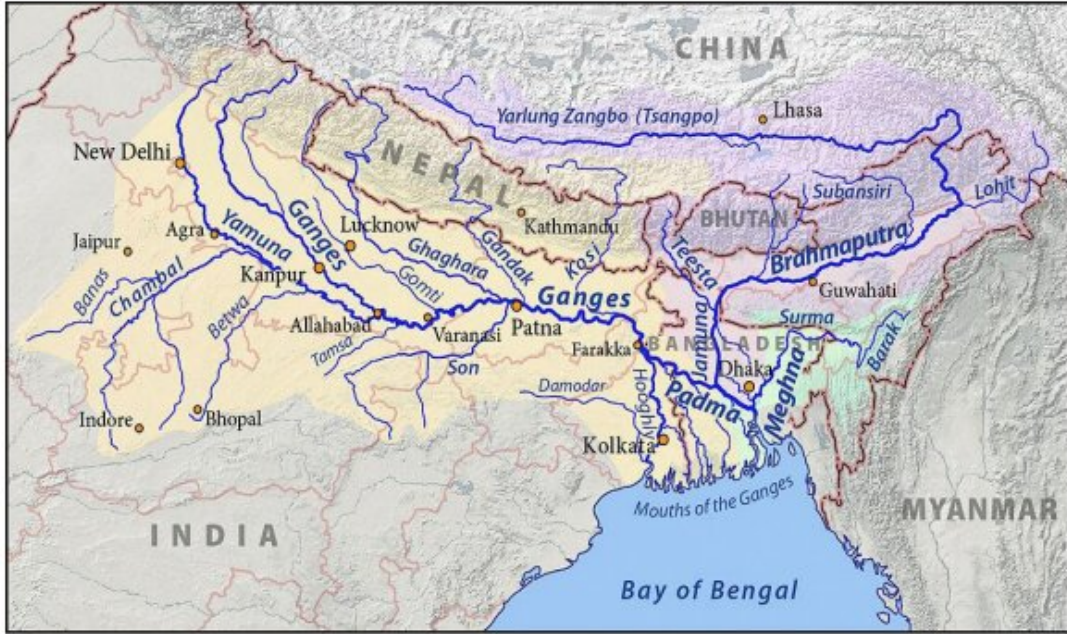 CHINA
Yarlung Zangbo (Tsangpo)
Lhasa
New Delhi
NEPAL
Subansiri
Lohit
BHUTAN
Kathmandu
Lucknow
Agra
Yamuna
Ganges
Ghaghara
Gandak
Kosi
Teesta
Brahmaputra
Jaipur
Banas
Chambal
Kanpur
Gomti
Guwahati
Betwa
Allahabad
Varanasi
Patna
Ganges
Surma
Barak
Tamsa
Son
Farakka
BANGLADESH
Jamuna
Dhaka
Meghna
Padma
Damodar
Hooghly
Indore
Bhopal
Kolkata
Mouths of the Ganges
INDIA
MYANMAR
Bay of Bengal